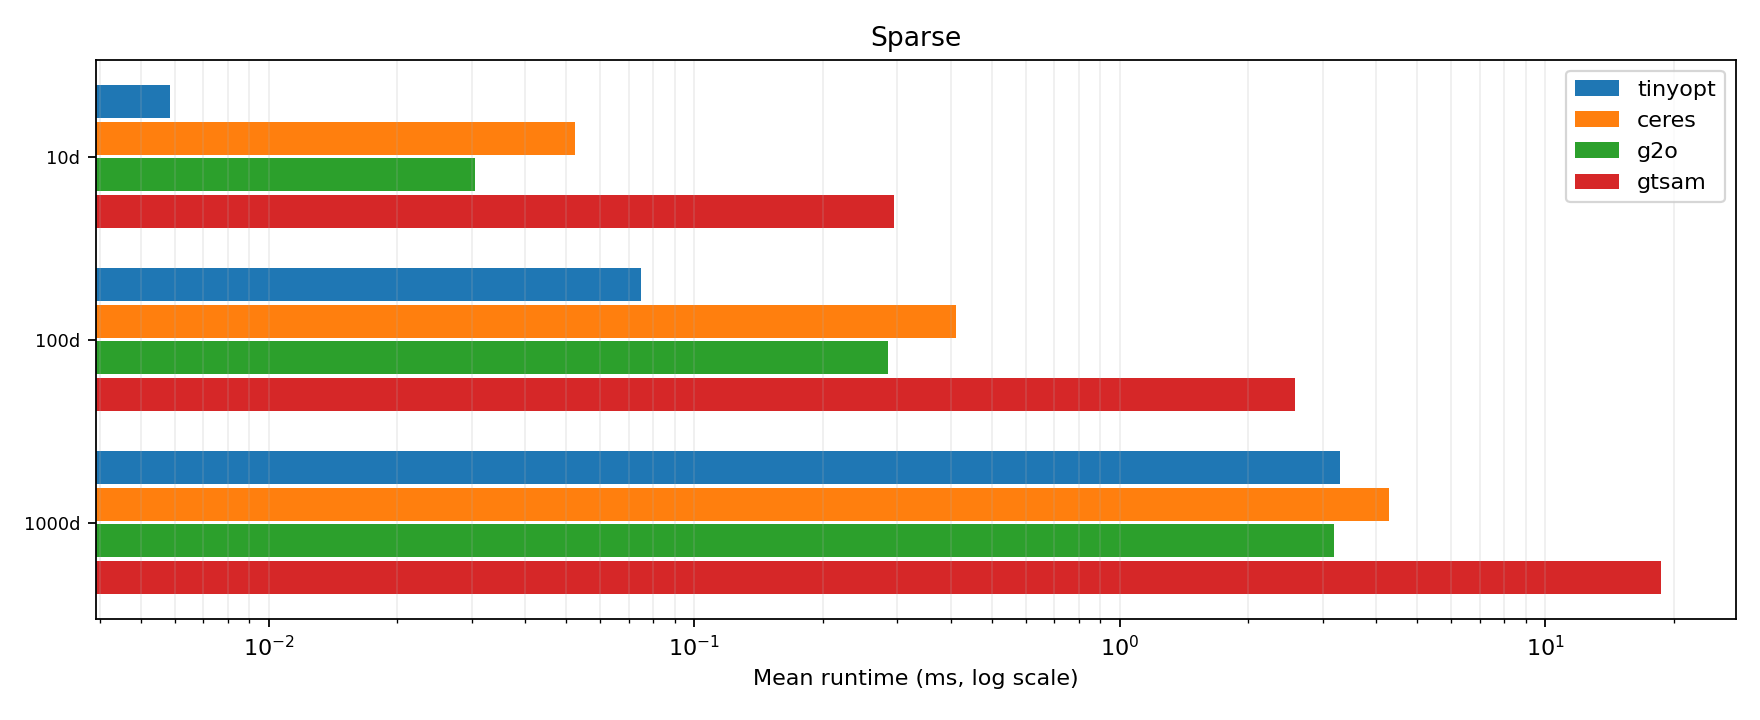 Sparse
tinyopt
ceres
g2o
gtsam
10d
100d
1000d
10⁻² 10⁻¹ 10⁰ 10¹
Mean runtime (ms, log scale)